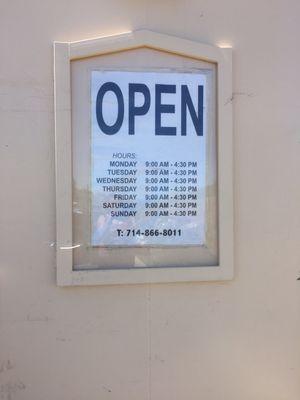 OPEN
HOURS:
MONDAY 9:00 AM - 4:30 PM
TUESDAY 9:00 AM - 4:30 PM
WEDNESDAY 9:00 AM - 4:30 PM
THURSDAY 9:00 AM - 4:30 PM
FRIDAY 9:00 AM - 4:30 PM
SATURDAY 9:00 AM - 4:30 PM
SUNDAY 9:00 AM - 4:30 PM
T: 714-866-8011